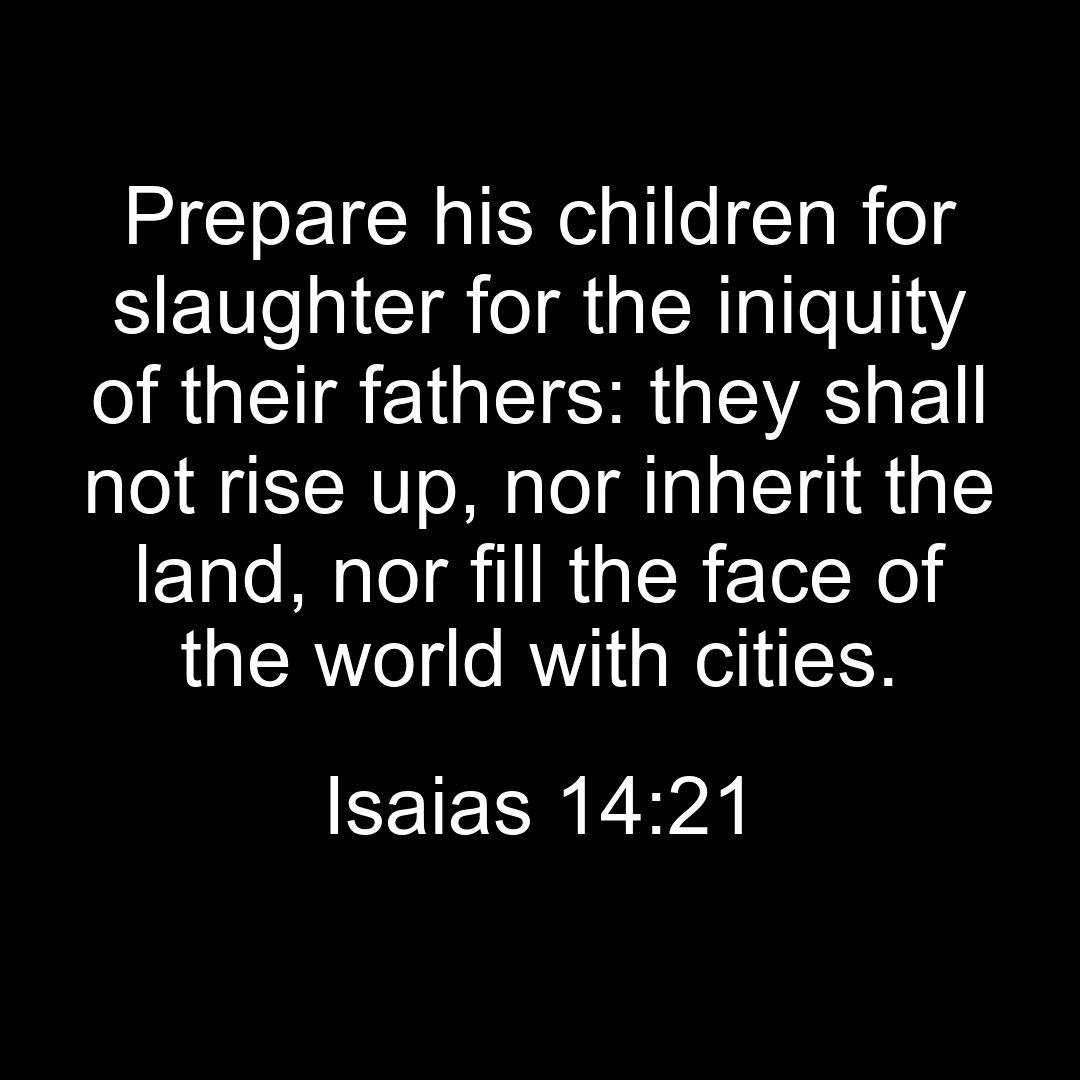 Prepare his children for
slaughter for the iniquity
of their fathers: they shall
not rise up, nor inherit the
land, nor fill the face of
the world with cities.
Isaias 14:21